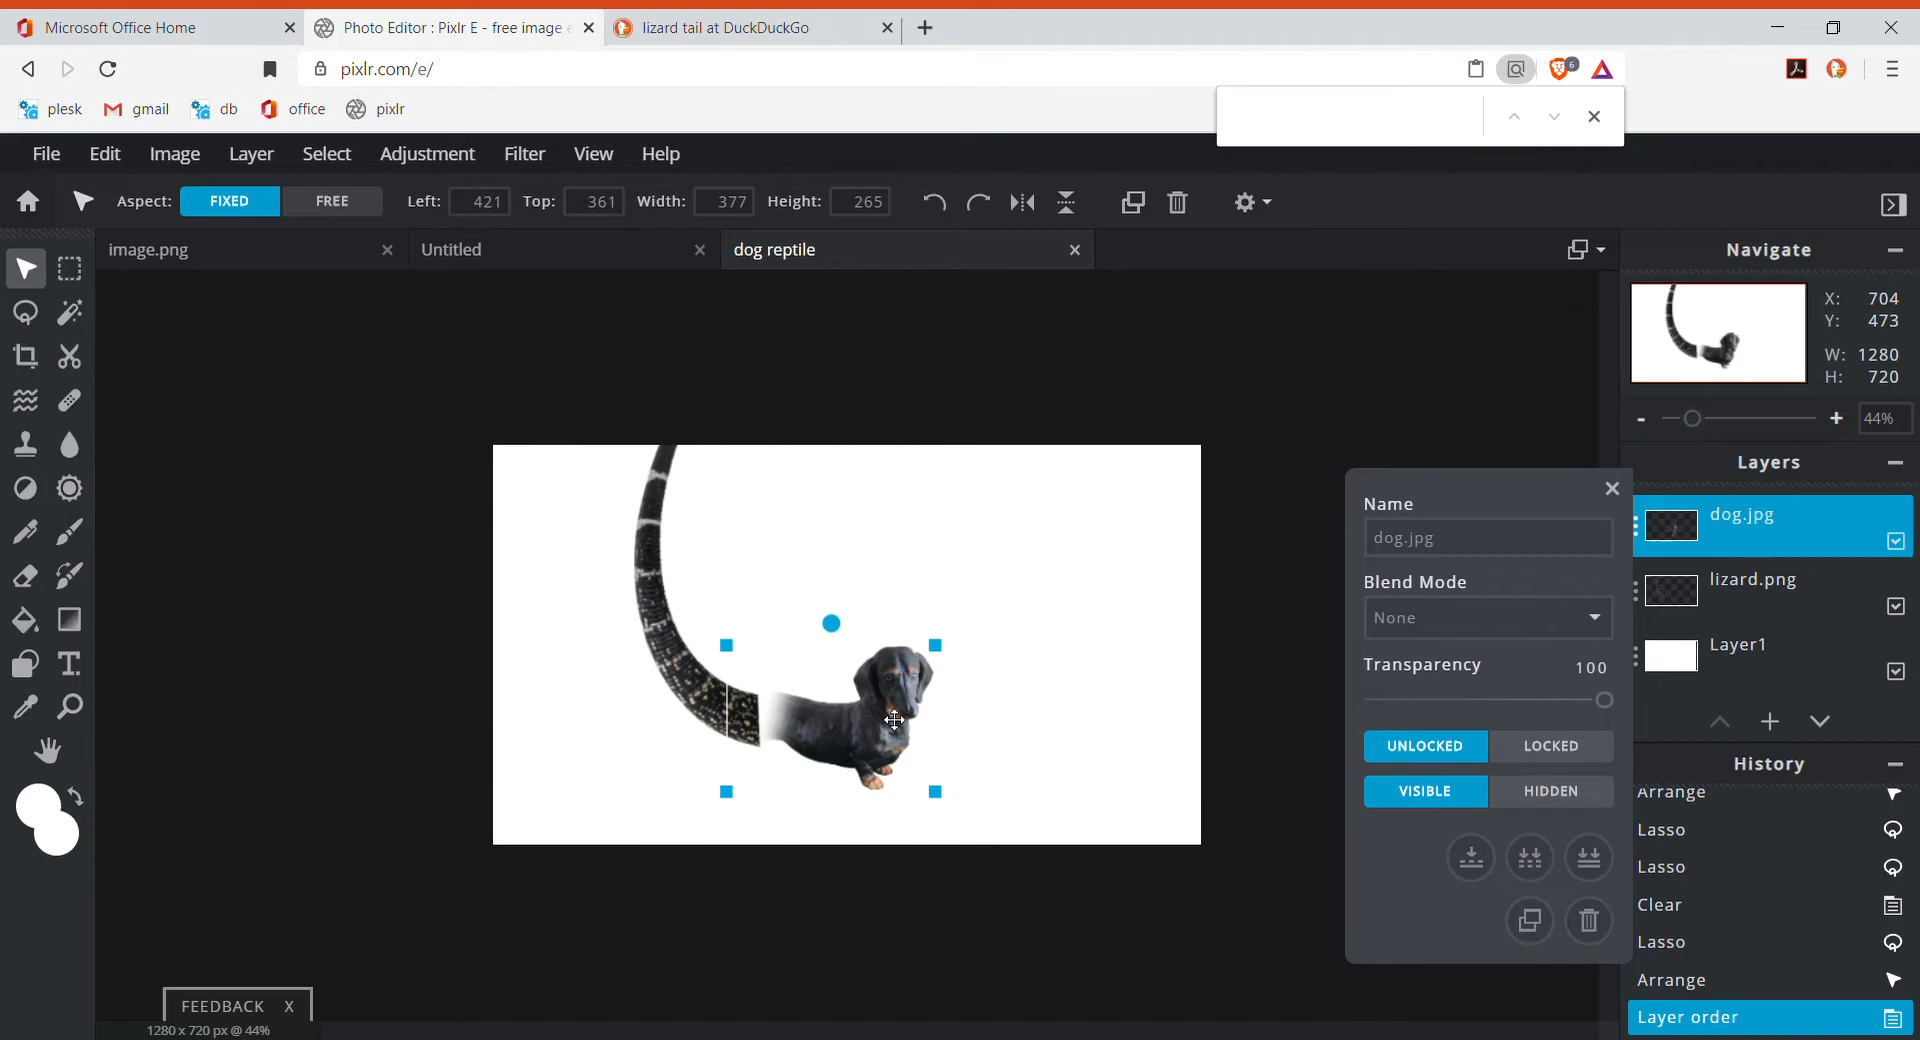 Microsoft Office Home
Photo Editor : Pixlr E - free image e
lizard tail at DuckDuckGo
pixlr.com/e/
6
plesk
gmail
db
office
pixlr
File
Edit
Image
Layer
Select
Adjustment
Filter
View
Help
Aspect:
FIXED
FREE
Left:
421
Top:
361
Width:
377
Height:
265
image.png
Untitled
dog reptile
Navigate
X: 704
Y: 473
W: 1280
H: 720
44%
Layers
dog.jpg
lizard.png
Layer1
Name
dog.jpg
Blend Mode
None
Transparency
100
UNLOCKED
LOCKED
VISIBLE
HIDDEN
History
Arrange
Lasso
Lasso
Clear
Lasso
Arrange
Layer order
FEEDBACK X
1280 x 720 px @ 44%